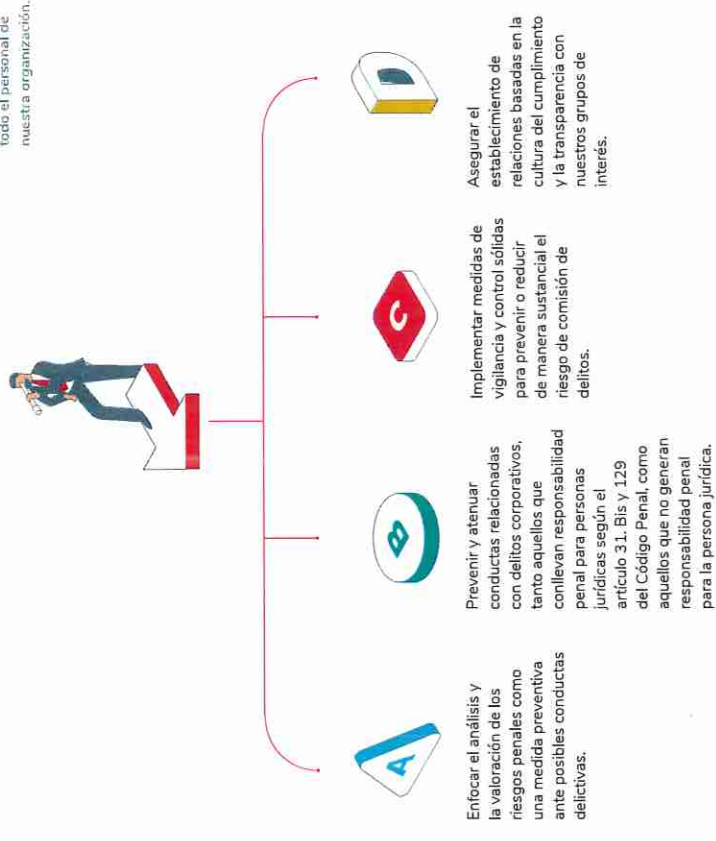 todo el personal de
nuestra organización.
A
Enfocar el análisis y
la valoración de los
riesgos penales como
una medida preventiva
ante posibles conductas
delictivas.
B
Prevenir y atenuar
conductas relacionadas
con delitos corporativos,
tanto aquellos que
conllevan responsabilidad
penal para personas
jurídicas según el
artículo 31. Bis y 129
del Código Penal, como
aquellos que no generan
responsabilidad penal
para la persona jurídica.
C
Implementar medidas de
vigilancia y control sólidas
para prevenir o reducir
de manera sustancial el
riesgo de comisión de
delitos.
D
Asegurar el
establecimiento de
relaciones basadas en la
cultura del cumplimiento
y la transparencia con
nuestros grupos de
interés.